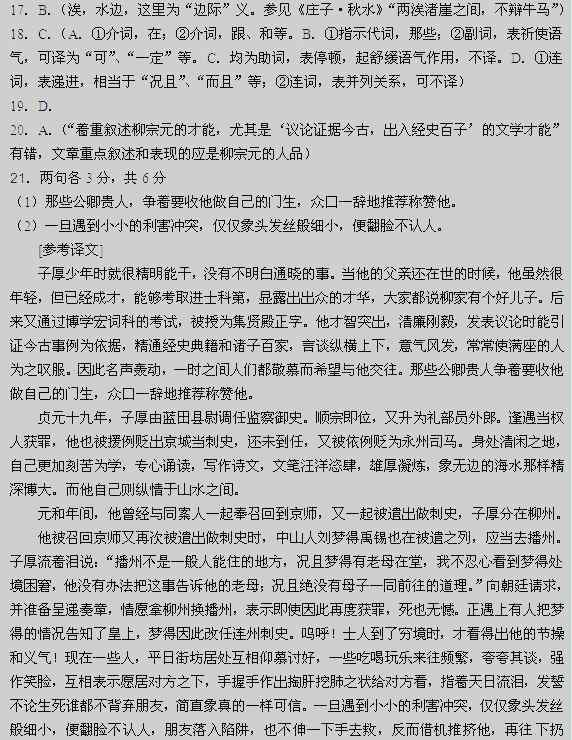 17．B．（涘，水边，这里为“边际”义。参见《庄子·秋水》“两涘渚崖之间，不辩牛马”）
18．C．（A．①介词，在；②介词，跟、和等。B．①指示代词，那些；②副词，表祈使语
气，可译为“可”、“一定”等。C．均为助词，表停顿，起舒缓语气作用，不译。D．①连
词，表递进，相当于“况且”、“而且”等；②连词，表并列关系，可不译）
19．D．
20．A．（“着重叙述柳宗元的才能，尤其是‘议论证据今古，出入经史百子’的文学才能”
有错，文章重点叙述和表现的应是柳宗元的人品）
21．两句各3分，共6分
（1）那些公卿贵人，争着要收他做自己的门生，众口一辞地推荐称赞他。
（2）一旦遇到小小的利害冲突，仅仅象头发丝般细小，便翻脸不认人。
[参考译文]
子厚少年时就很精明能干，没有不明白通晓的事。当他的父亲还在世的时候，他虽然很
年轻，但已经成才，能够考取进士科第，显露出出众的才华，大家都说柳家有个好儿子。后
来又通过博学宏词科的考试，被授为集贤殿正字。他才智突出，清廉刚毅，发表议论时能引
证今古事例为依据，精通经史典籍和诸子百家，言谈纵横上下，意气风发，常常使满座的人
为之叹服。因此名声轰动，一时之间人们都敬慕而希望与他交往。那些公卿贵人争着要收他
做自己的门生，众口一辞地推荐称赞他。
贞元十九年，子厚由蓝田县尉调任监察御史。顺宗即位，又升为礼部员外郎。逢遇当权
人获罪，他也被援例贬出京城当刺史，还未到任，又被依例贬为永州司马。身处清闲之地，
自己更加刻苦为学，专心诵读，写作诗文，文笔汪洋恣肆，雄厚凝炼，象无边的海水那样精
深博大。而他自己则纵情于山水之间。
元和年间，他曾经与同案人一起奉召回到京师，又一起被遣出做刺史，子厚分在柳州。
他被召回京师又再次被遣出做刺史时，中山人刘梦得禹锡也在被遣之列，应当去播州。
子厚流着泪说：“播州不是一般人能住的地方，况且梦得有老母在堂，我不忍心看到梦得处
境困窘，他没有办法把这事告诉他的老母；况且绝没有母子一同前往的道理。”向朝廷请求，
并准备呈递奏章，情愿拿柳州换播州，表示即使因此再度获罪，死也无憾。正遇上有人把梦
得的情况告知了皇上，梦得因此改任连州刺史。呜呼！士人到了穷境时，才看得出他的节操
和义气！现在一些人，平日街坊居处互相仰慕讨好，一些吃喝玩乐来往频繁，夸夸其谈，强
作笑脸，互相表示愿居对方之下，手握手作出掏肝挖肺之状给对方看，指着天日流泪，发誓
不论生死谁都不背弃朋友，简直象真的一样可信。一旦遇到小小的利害冲突，仅仅象头发丝
般细小，便翻脸不认人，朋友落入陷阱，也不伸一下手去救，反而借机推挤他，再往下扔